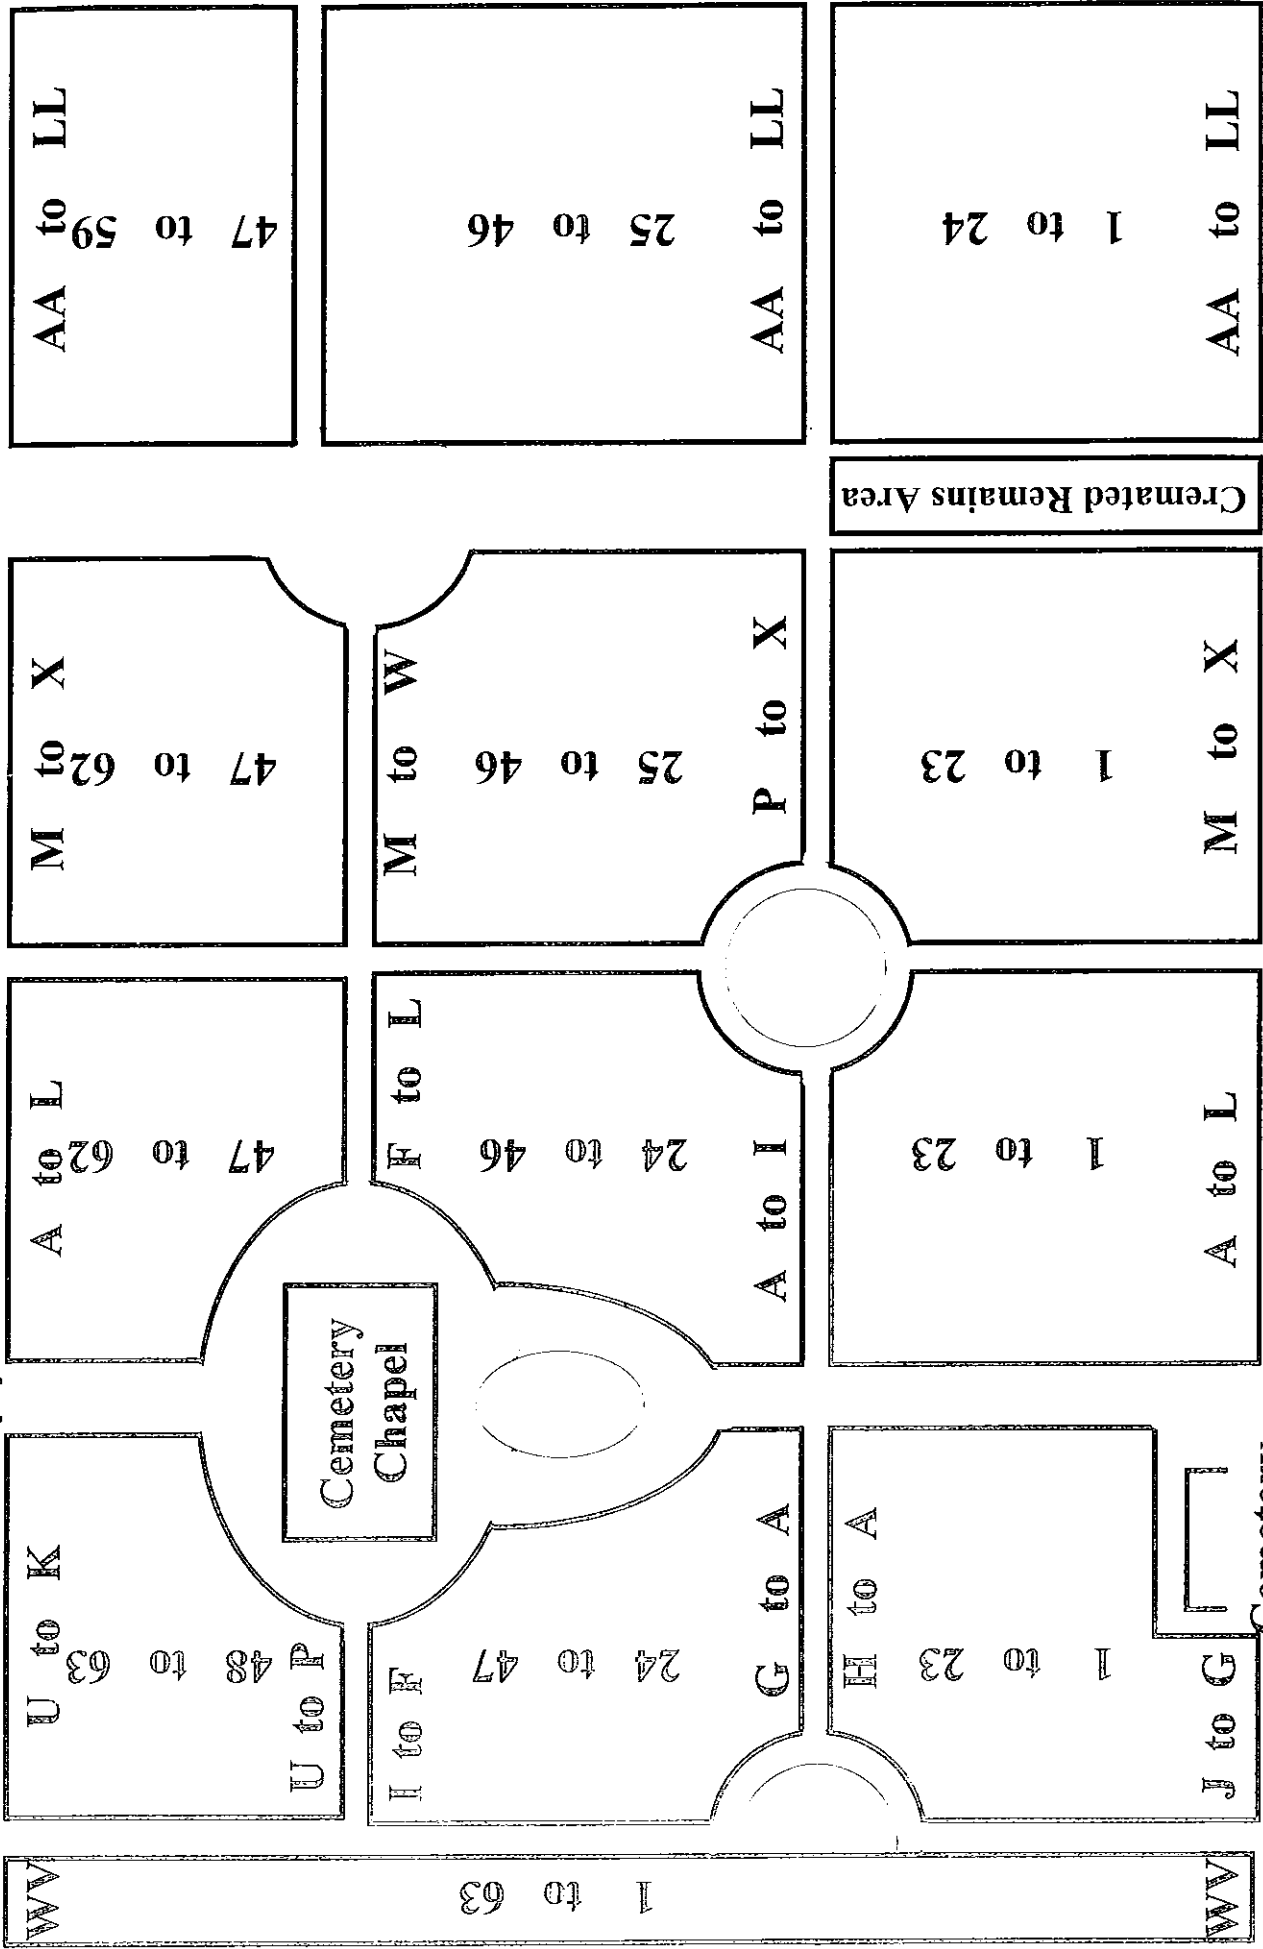 AA to LL
47 to 59
25 to 46
AA to LL
1 to 24
AA to LL
Cremated Remains Area
M to X
47 to 62
M to W
25 to 46
P to X
1 to 23
M to X
A to L
47 to 62
F to L
24 to 46
A to I
1 to 23
A to L
Cemetery
Chapel
U to K
48 to 63
U to P
I to F
24 to 47
G to A
H to A
1 to 23
J to G
WV
1 to 63
WV